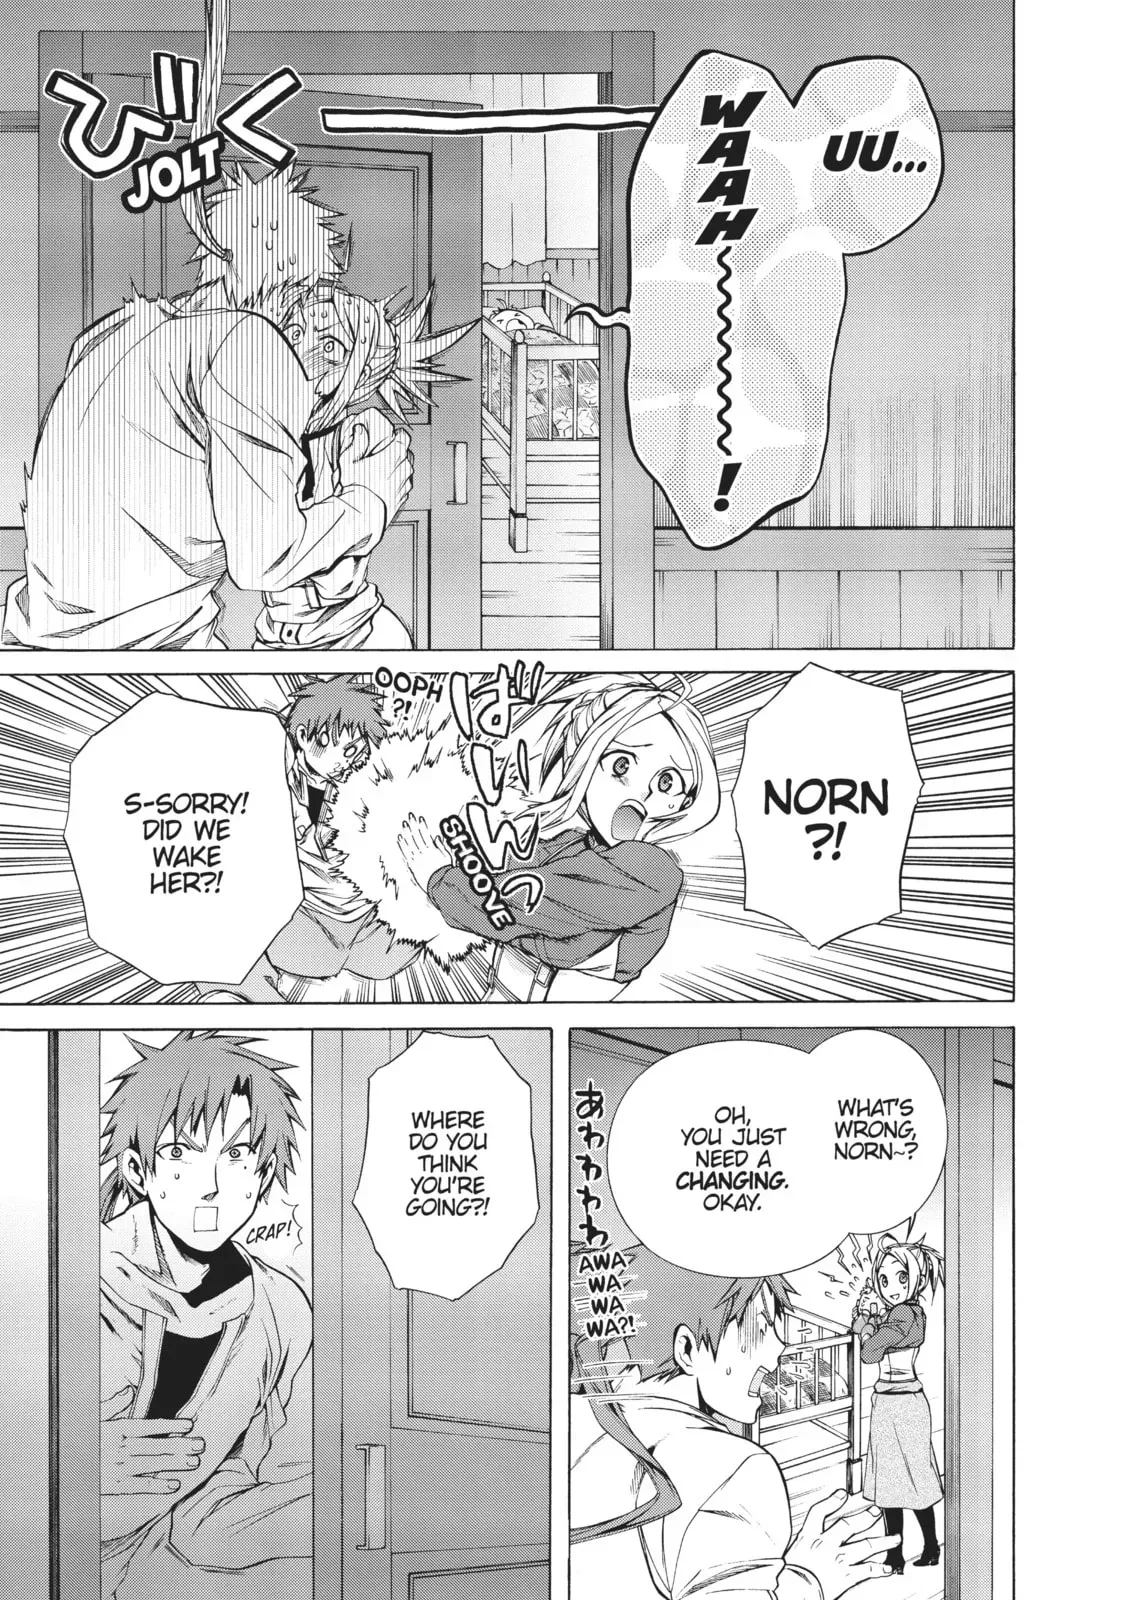 UU...
WAAH~!
びくーー
JOLT
NORN
?!
ばいんっ
SHOOVE
OOPH
?!
S-SORRY!
DID WE
WAKE
HER?!
WHAT'S
WRONG,
NORN~?
OH,
YOU JUST
NEED A
CHANGING.
OKAY.
あわわわわ
AWA
WA
WA
WA?!
WHERE
DO YOU
THINK
YOU'RE
GOING?!
CRAP!